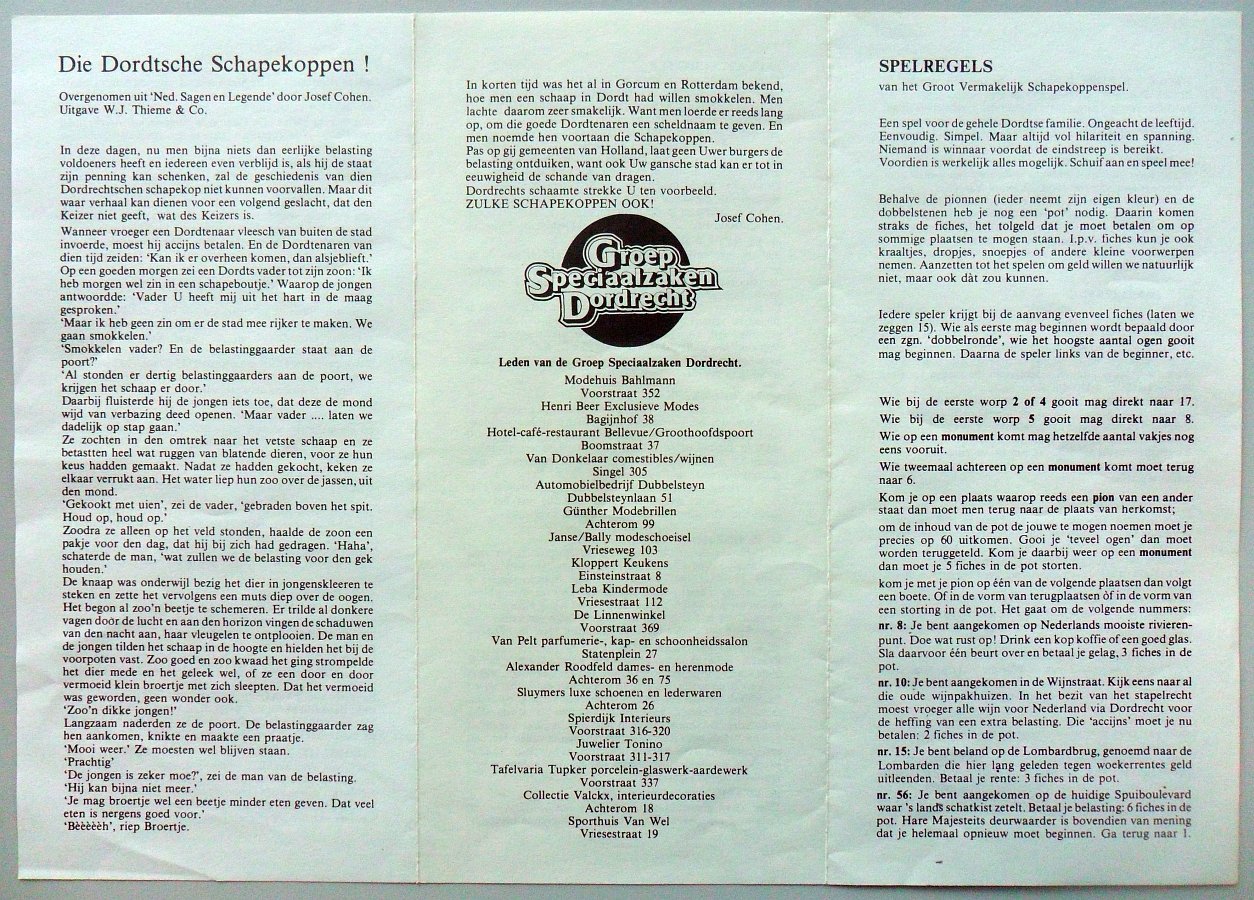 Die Dordtsche Schapekoppen !
Overgenomen uit ‘Ned. Sagen en Legende’ door Josef Cohen.
Uitgave W.J. Thieme & Co.
In deze dagen, nu men bijna niets dan eerlijke belasting
voldoeners heeft en iedereen even verblijd is, als hij de staat
zijn penning kan schenken, zal de geschiedenis van dien
Dordrechtschen schapekop niet kunnen voorvallen. Maar dit
waar verhaal kan dienen voor een volgend geslacht, dat den
Keizer niet geeft, wat des Keizers is.
Wanneer vroeger een Dordtenaar vleesch van buiten de stad
invoerde, moest hij accijns betalen. En de Dordtenaren van
dien tijd zeiden: ‘Kan ik er overheen komen, dan alsjeblieft.’
Op een goeden morgen zei een Dordts vader tot zijn zoon: ‘Ik
heb morgen wel zin in een schapeboutje.’ Waarop de jongen
antwoordde: ‘Vader U heeft mij uit het hart in de maag
gesproken.’
‘Maar ik heb geen zin om er de stad mee rijker te maken. We
gaan smokkelen.’
‘Smokkelen vader? En de belastinggaarder staat aan de
poort?’
‘Al stonden er dertig belastinggaarders aan de poort, we
krijgen het schaap er door.’
Daarbij fluisterde hij de jongen iets toe, dat deze de mond
wijd van verbazing deed openen. ‘Maar vader .... laten we
dadelijk op stap gaan.’
Ze zochten in den omtrek naar het vetste schaap en ze
betastten heel wat ruggen van blatende dieren, voor ze hun
keus hadden gemaakt. Nadat ze hadden gekocht, keken ze
elkaar verrukt aan. Het water liep hun zoo over de jassen, uit
den mond.
‘Gekookt met uien’, zei de vader, ‘gebraden boven het spit.
Houd op, houd op.’
Zoodra ze alleen op het veld stonden, haalde de zoon een
pakje voor den dag, dat hij bij zich had gedragen. ‘Haha’,
schaterde de man, ‘wat zullen we de belasting voor den gek
houden.’
De knaap was onderwijl bezig het dier in jongenskleeren te
steken en zette het vervolgens een muts diep over de oogen.
Het begon al zoo’n beetje te schemeren. Er trilde al donkere
vagen door de lucht en aan den horizon vingen de schaduwen
van den nacht aan, haar vleugelen te ontplooien. De man en
de jongen tilden het schaap in de hoogte en hielden het bij de
voorpoten vast. Zoo goed en zoo kwaad het ging strompelde
het dier mede en het geleek wel, of ze een door en door
vermoeid klein broertje met zich sleepten. Dat het vermoeid
was geworden, geen wonder ook.
‘Zoo’n dikke jongen!’
Langzaam naderden ze de poort. De belastinggaarder zag
hen aankomen, knikte en maakte een praatje.
‘Mooi weer.’ Ze moesten wel blijven staan.
‘Prachtig’
‘De jongen is zeker moe?’, zei de man van de belasting.
‘Hij kan bijna niet meer.’
‘Je mag broertje wel een beetje minder eten geven. Dat veel
eten is nergens goed voor.’
‘Bèèèèèh’, riep Broertje.
In korten tijd was het al in Gorcum en Rotterdam bekend,
hoe men een schaap in Dordt had willen smokkelen. Men
lachte daarom zeer smakelijk. Want men loerde er reeds lang
op, om die goede Dordtenaren een scheldnaam te geven. En
men noemde hen voortaan die Schapekoppen.
Pas op gij gemeenten van Holland, laat geen Uwer burgers de
belasting ontduiken, want ook Uw gansche stad kan er tot in
eeuwigheid de schande van dragen.
Dordrechts schaamte strekke U ten voorbeeld.
ZULKE SCHAPEKOPPEN OOK!
Josef Cohen.
Groep
Speciaalzaken
Dordrecht
Leden van de Groep Speciaalzaken Dordrecht.
Modehuis Bahlmann
Voorstraat 352
Henri Beer Exclusieve Modes
Bagijnhof 38
Hotel-café-restaurant Bellevue/Groothoofdspoort
Boomstraat 37
Van Donkelaar comestibles/wijnen
Singel 305
Automobielbedrijf Dubbelsteyn
Dubbelsteynlaan 51
Günther Modebrillen
Achterom 99
Janse/Bally modeschoeisel
Vrieseweg 103
Kloppert Keukens
Einsteinstraat 8
Leba Kindermode
Vriesestraat 112
De Linnenwinkel
Voorstraat 369
Van Pelt parfumerie-, kap- en schoonheidssalon
Statenplein 27
Alexander Roodfeld dames- en herenmode
Achterom 36 en 75
Sluymers luxe schoenen en lederwaren
Achterom 26
Spierdijk Interieurs
Voorstraat 316-320
Juwelier Tonino
Voorstraat 311-317
Tafelvaria Tupker porcelein-glaswerk-aardewerk
Voorstraat 337
Collectie Valckx, interieurdecoraties
Achterom 18
Sporthuis Van Wel
Vriesestraat 19
SPELREGELS
van het Groot Vermakelijk Schapekoppenspel.
Een spel voor de gehele Dordtse familie. Ongeacht de leeftijd.
Eenvoudig. Simpel. Maar altijd vol hilariteit en spanning.
Niemand is winnaar voordat de eindstreep is bereikt.
Voordien is werkelijk alles mogelijk. Schuif aan en speel mee!
Behalve de pionnen (ieder neemt zijn eigen kleur) en de
dobbelstenen heb je nog een ‘pot’ nodig. Daarin komen
straks de fiches, het tolgeld dat je moet betalen om op
sommige plaatsen te mogen staan. I.p.v. fiches kun je ook
kraaltjes, dropjes, snoepjes of andere kleine voorwerpen
nemen. Aanzetten tot het spelen om geld willen we natuurlijk
niet, maar ook dàt zou kunnen.
Iedere speler krijgt bij de aanvang evenveel fiches (laten we
zeggen 15). Wie als eerste mag beginnen wordt bepaald door
een zgn. ‘dobbelronde’, wie het hoogste aantal ogen gooit
mag beginnen. Daarna de speler links van de beginner, etc.
Wie bij de eerste worp 2 of 4 gooit mag direkt naar 17.
Wie bij de eerste worp 5 gooit mag direkt naar 8.
Wie op een monument komt mag hetzelfde aantal vakjes nog
eens vooruit.
Wie tweemaal achtereen op een monument komt moet terug
naar 6.
Kom je op een plaats waarop reeds een pion van een ander
staat dan moet men terug naar de plaats van herkomst;
om de inhoud van de pot de jouwe te mogen noemen moet je
precies op 60 uitkomen. Gooi je ‘teveel ogen’ dan moet
worden teruggeteld. Kom je daarbij weer op een monument
dan moet je 5 fiches in de pot storten.
kom je met je pion op één van de volgende plaatsen dan volgt
een boete. Of in de vorm van terugplaatsen òf in de vorm van
een storting in de pot. Het gaat om de volgende nummers:
nr. 8: Je bent aangekomen op Nederlands mooiste rivieren-
punt. Doe wat rust op! Drink een kop koffie of een goed glas.
Sla daarvoor één beurt over en betaal je gelag, 3 fiches in de
pot.
nr. 10: Je bent aangekomen in de Wijnstraat. Kijk eens naar al
die oude wijnpakhuizen. In het bezit van het stapelrecht
moest vroeger alle wijn voor Nederland via Dordrecht voor
de heffing van een extra belasting. Die ‘accijns’ moet je nu
betalen: 2 fiches in de pot.
nr. 15: Je bent beland op de Lombardbrug, genoemd naar de
Lombarden die hier lang geleden tegen woekerrentes geld
uitleenden. Betaal je rente: 3 fiches in de pot.
nr. 56: Je bent aangekomen op de huidige Spuiboulevard
waar ’s lands schatkist zetelt. Betaal je belasting: 6 fiches in de
pot. Hare Majesteits deurwaarder is bovendien van mening
dat je helemaal opnieuw moet beginnen. Ga terug naar 1.